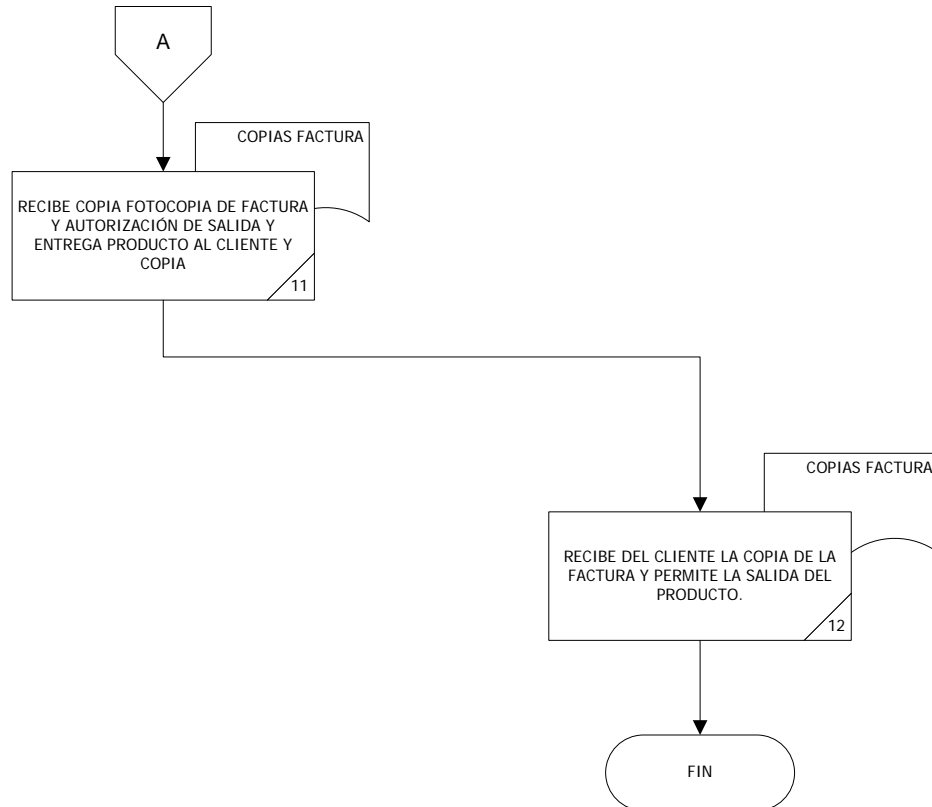 A
COPIAS FACTURA
RECIBE COPIA FOTOCOPIA DE FACTURA
Y AUTORIZACIÓN DE SALIDA Y
ENTREGA PRODUCTO AL CLIENTE Y
COPIA
11
COPIAS FACTURA
RECIBE DEL CLIENTE LA COPIA DE LA
FACTURA Y PERMITE LA SALIDA DEL
PRODUCTO.
12
FIN